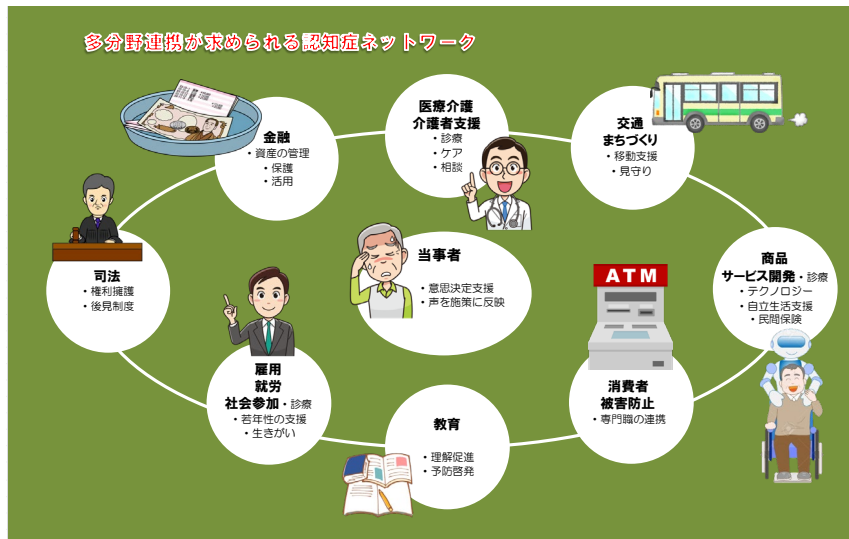 多分野連携が求められる認知症ネットワーク
医療介護
介護者支援
・診療
・ケア
・相談
交通
まちづくり
・移動支援
・見守り
商品
サービス開発・診療
・テクノロジー
・自立生活支援
・民間保険
ATM
消費者
被害防止
・専門職の連携
教育
・理解促進
・予防啓発
雇用
就労
社会参加・診療
・若年性の支援
・生きがい
司法
・権利擁護
・後見制度
金融
・資産の管理
・保護
・活用
当事者
・意思決定支援
・声を施策に反映